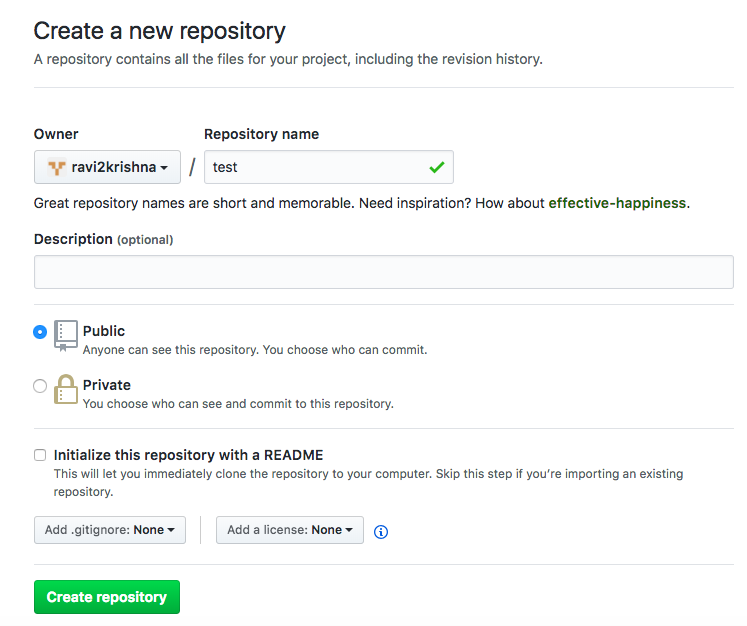 Create a new repository
A repository contains all the files for your project, including the revision history.
Owner
Repository name
ravi2krishna
/
test
Great repository names are short and memorable. Need inspiration? How about effective-happiness.
Description (optional)
Public
Anyone can see this repository. You choose who can commit.
Private
You choose who can see and commit to this repository.
Initialize this repository with a README
This will let you immediately clone the repository to your computer. Skip this step if you’re importing an existing
repository.
Add .gitignore: None
Add a license: None
Create repository